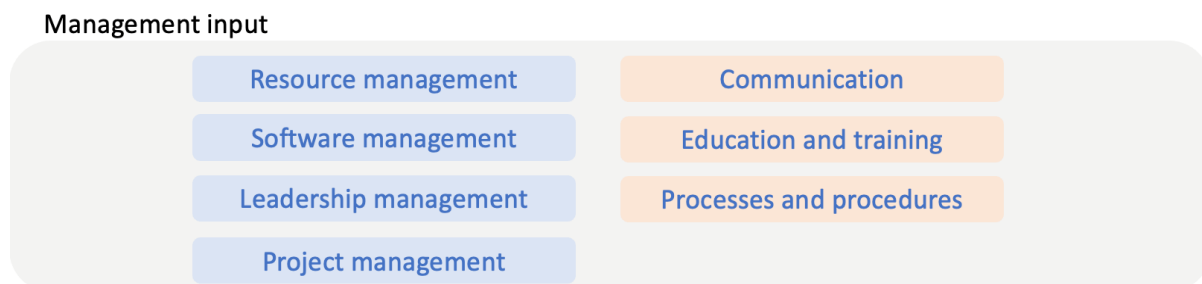 Management input
Resource management
Communication
Software management
Education and training
Leadership management
Processes and procedures
Project management